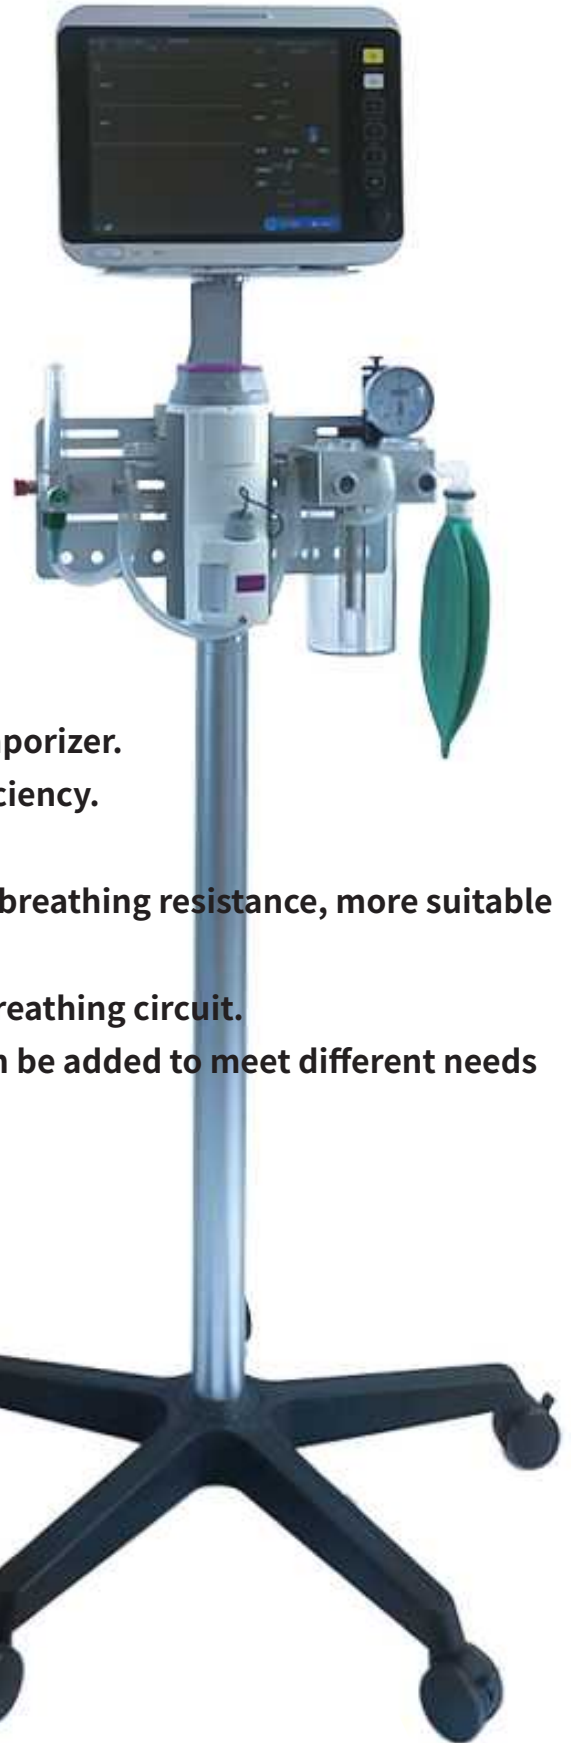 porizer.
ciency.
breathing resistance, more suitable
reathing circuit.
n be added to meet different needs